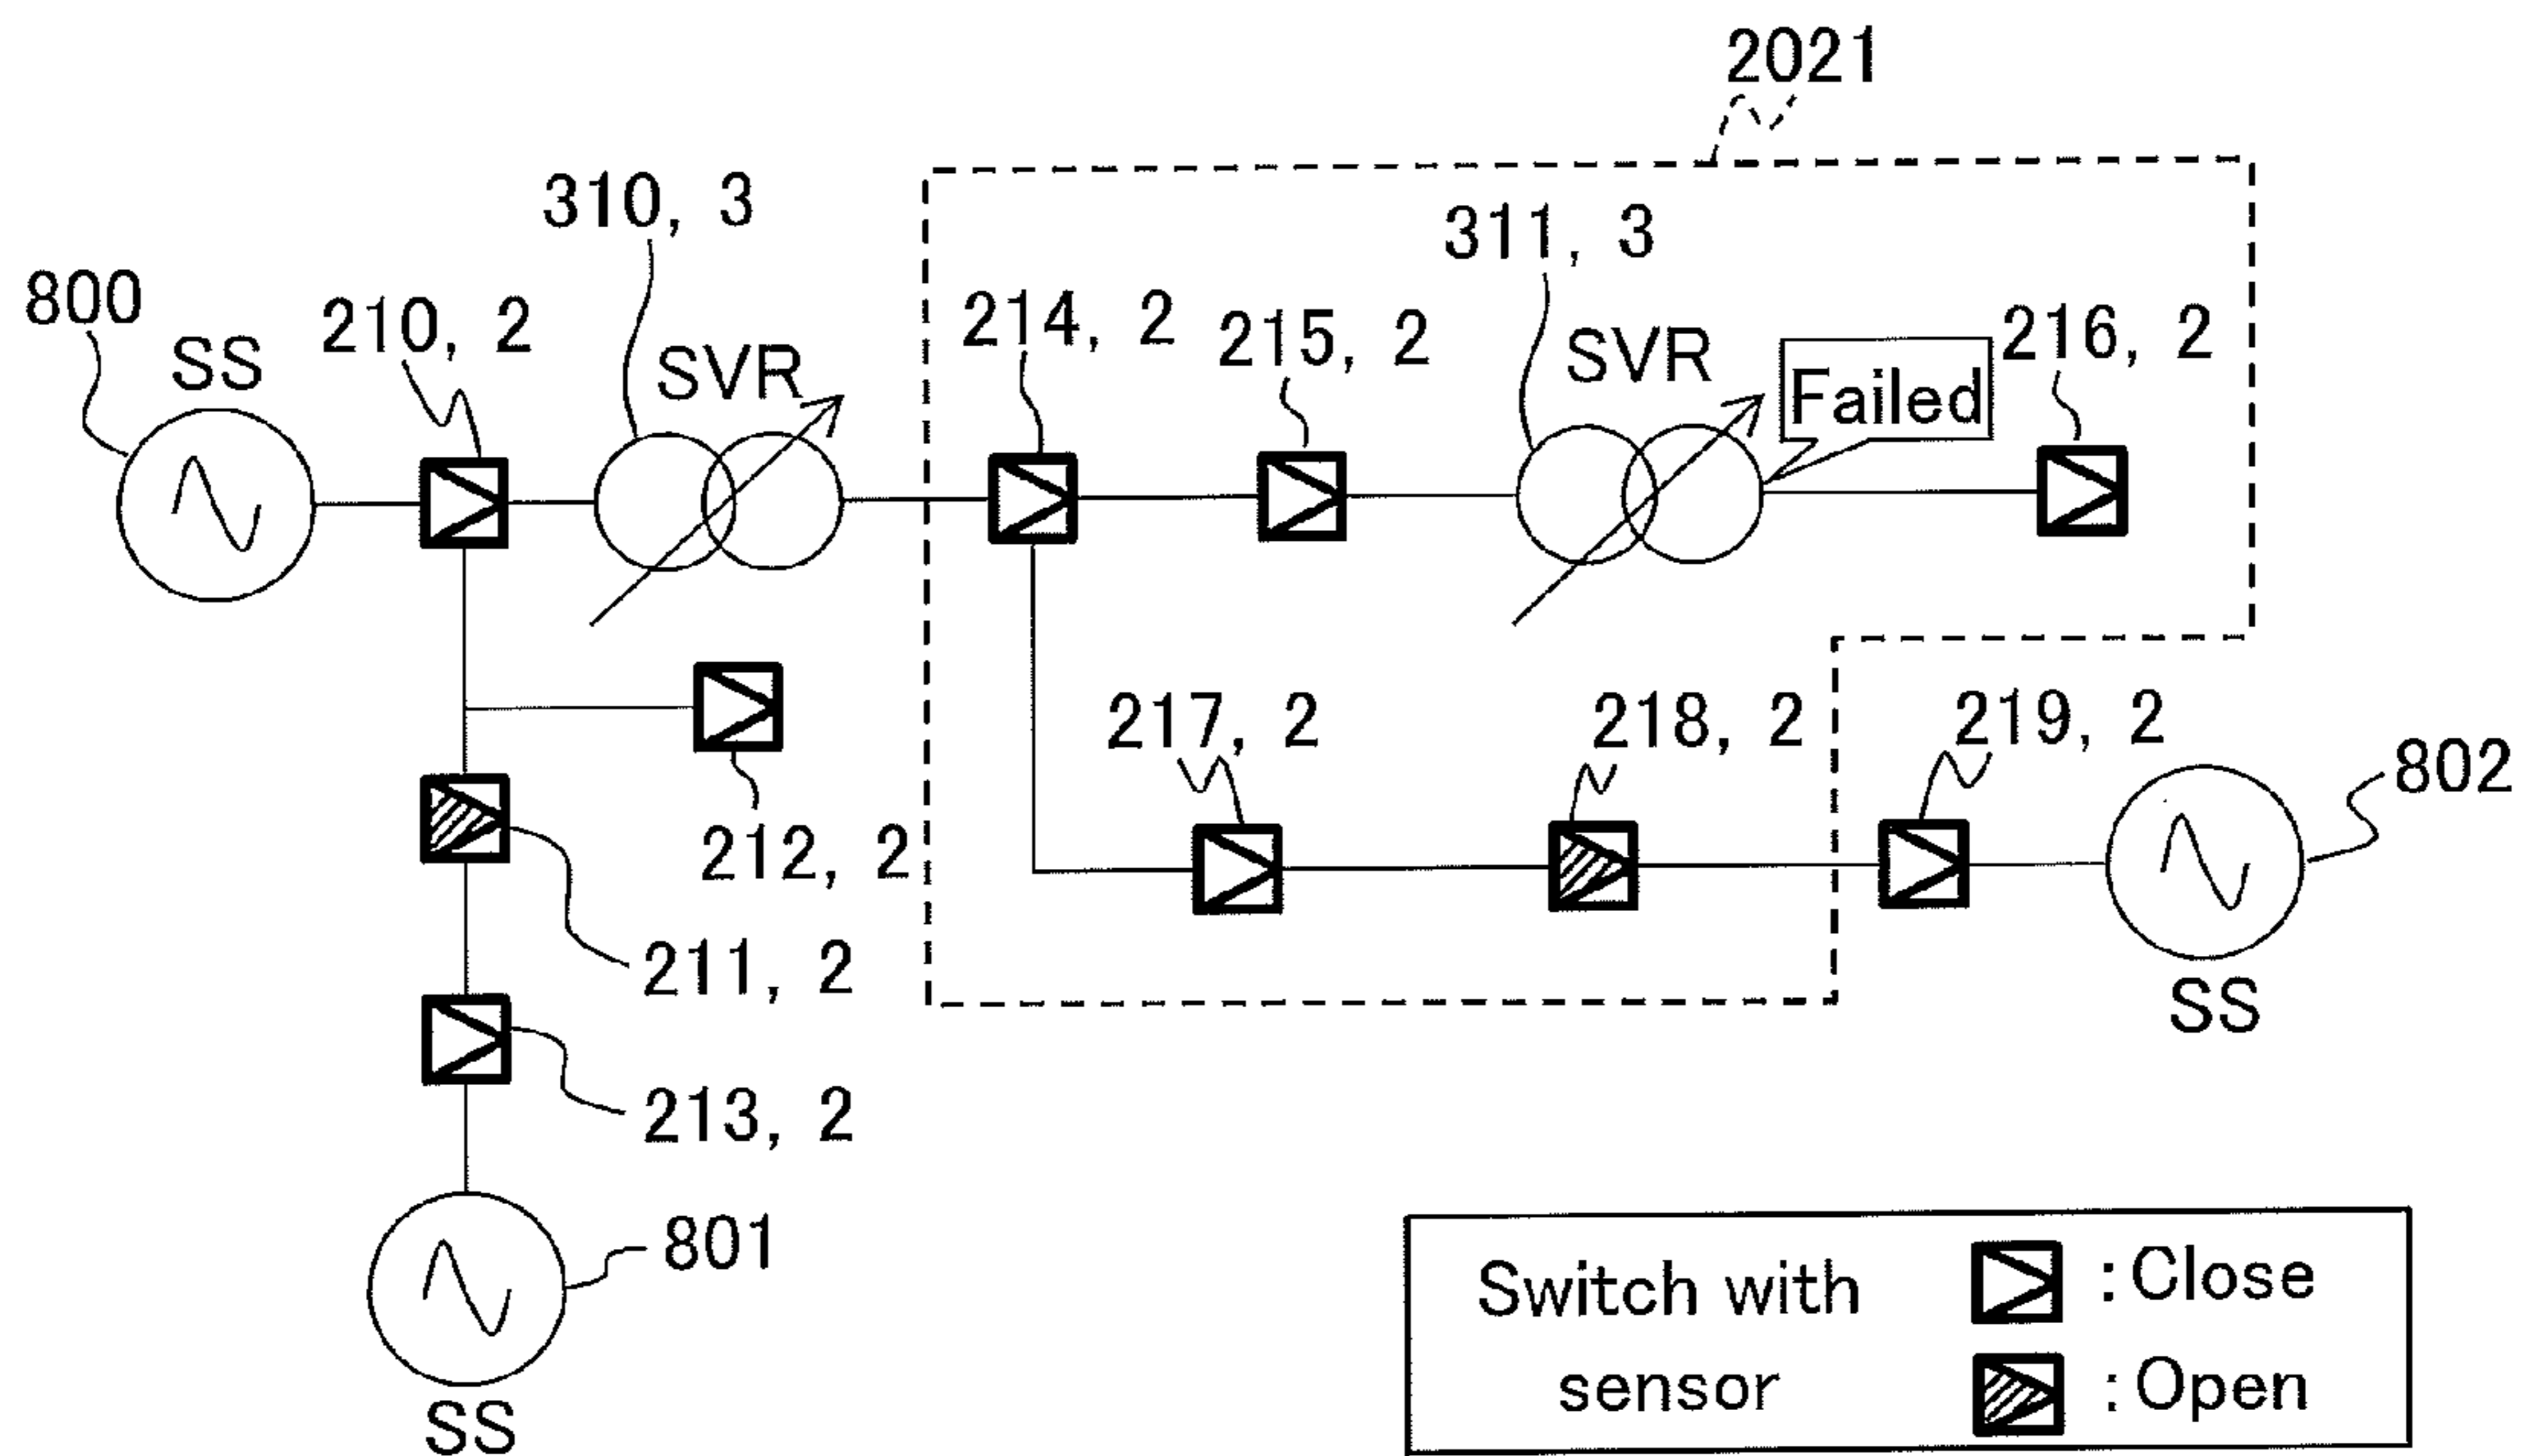 2021
310, 3
311, 3
800
SS
210, 2
SVR
214, 2
215, 2
SVR
Failed
216, 2
217, 2
218, 2
219, 2
802
212, 2
211, 2
SS
213, 2
801
SS
Switch with
sensor
: Close
: Open